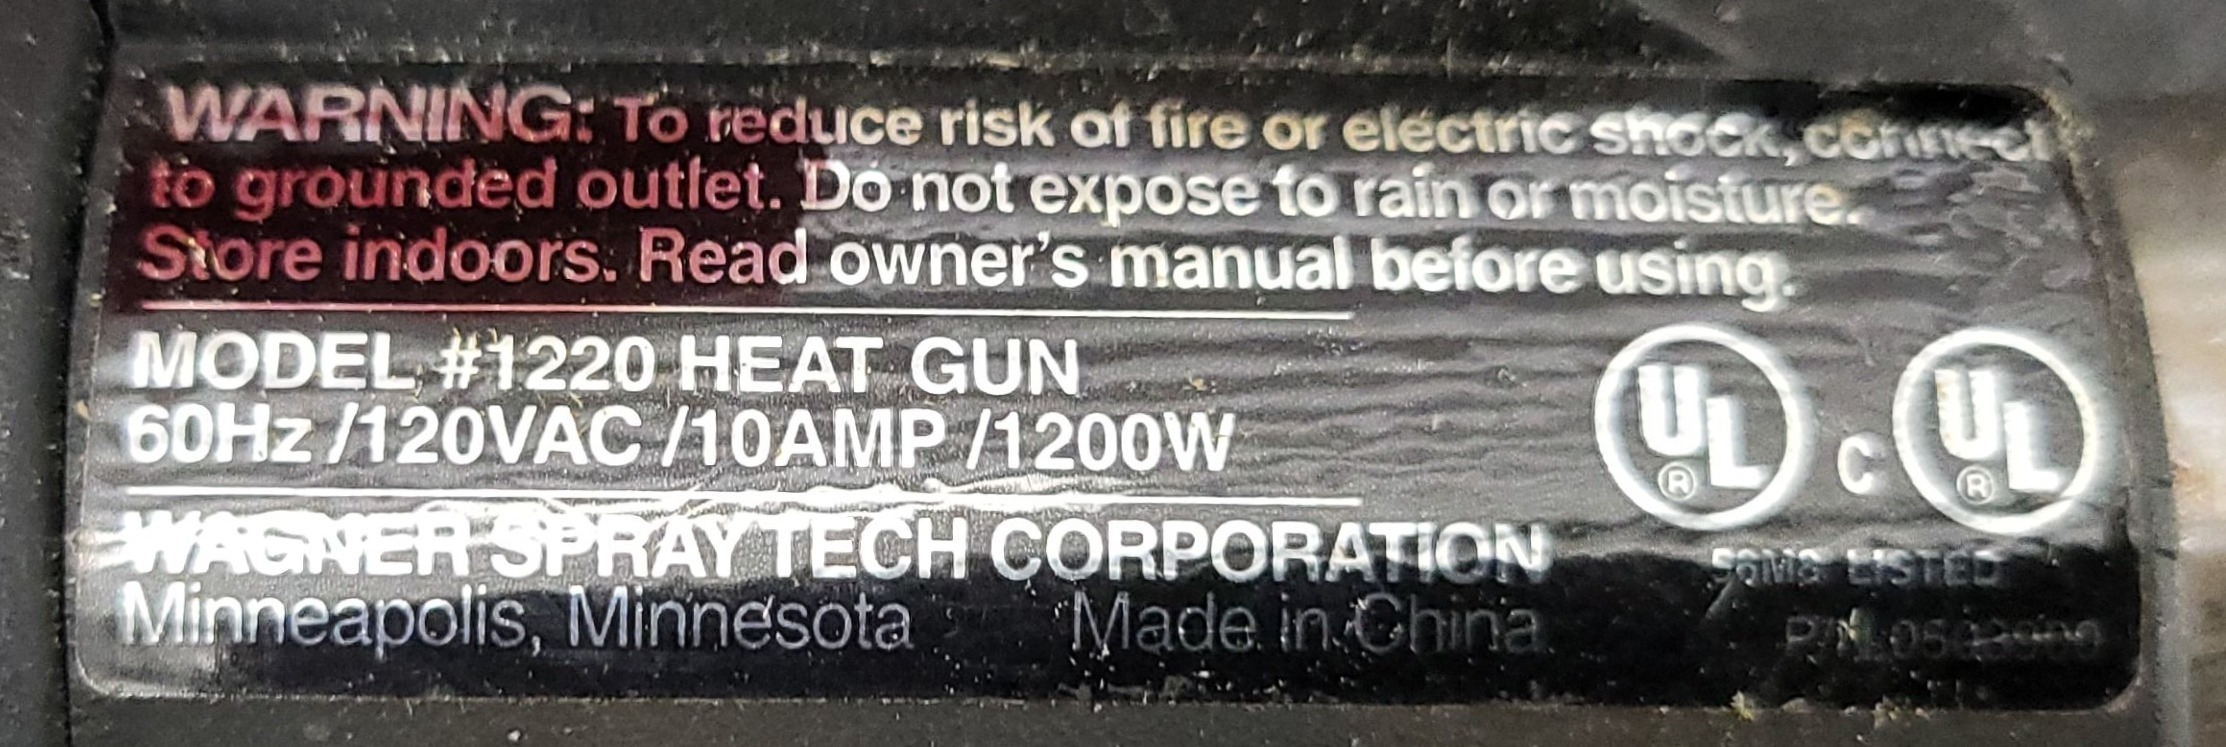 WARNING: To reduce risk of fire or electric shock, connect
to grounded outlet. Do not expose to rain or moisture.
Store indoors. Read owner's manual before using.
MODEL #1220 HEAT GUN
60Hz /120VAC /10AMP /1200W
UL ® C UL ®
WAGNER SPRAY TECH CORPORATION
LISTED
Minneapolis, Minnesota Made in China
P/N